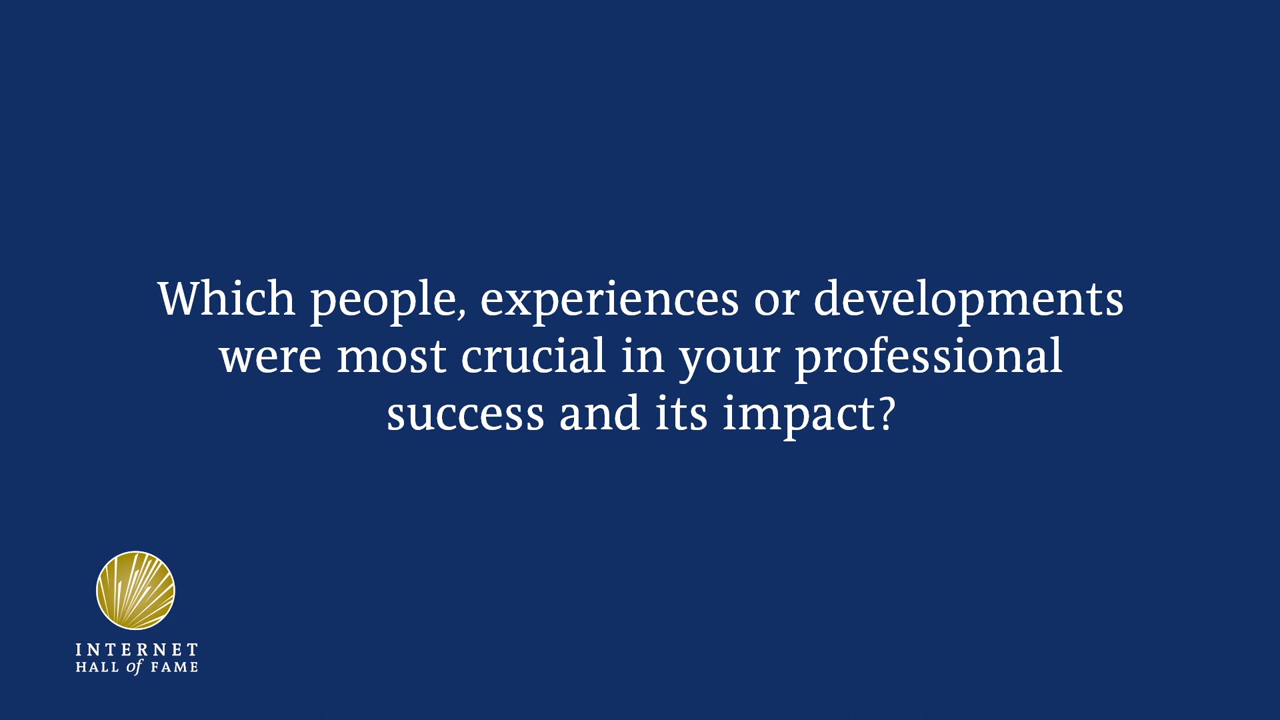 Which people, experiences or developments
were most crucial in your professional
success and its impact?
INTERNET
HALL of FAME